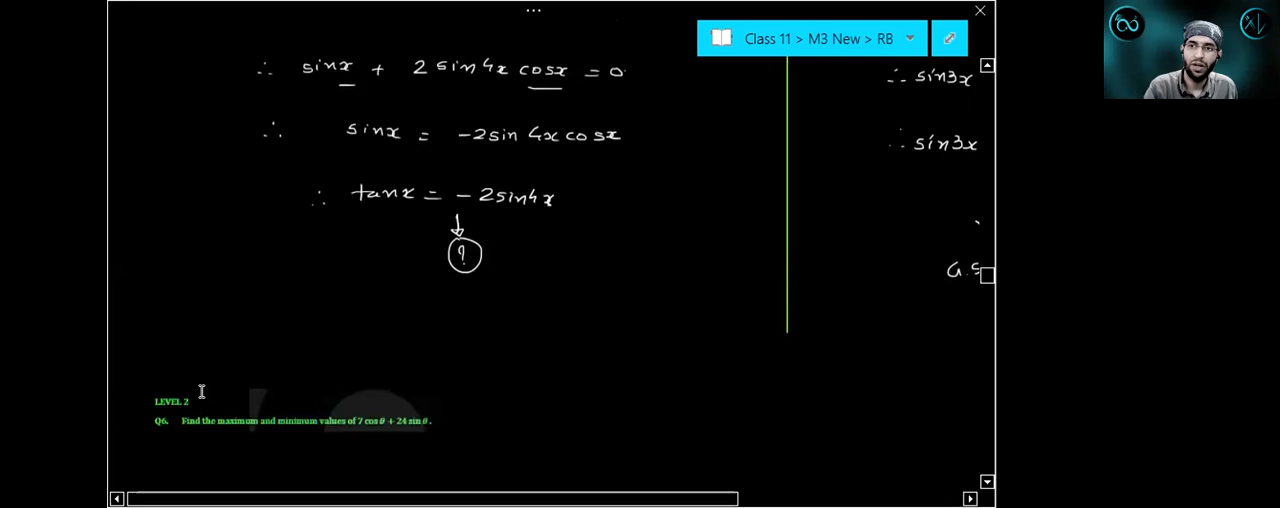 Class 11 > M3 New > RB
∴ sinx + 2 sin4x cosx = 0
∴ sinx = -2sin 4x cosx
∴ tanx = - 2sin4x
?
∴ sin3x
∴ sin3x
G.S
LEVEL 2
Q6. Find the maximum and minimum values of 7 cos θ + 24 sin θ .